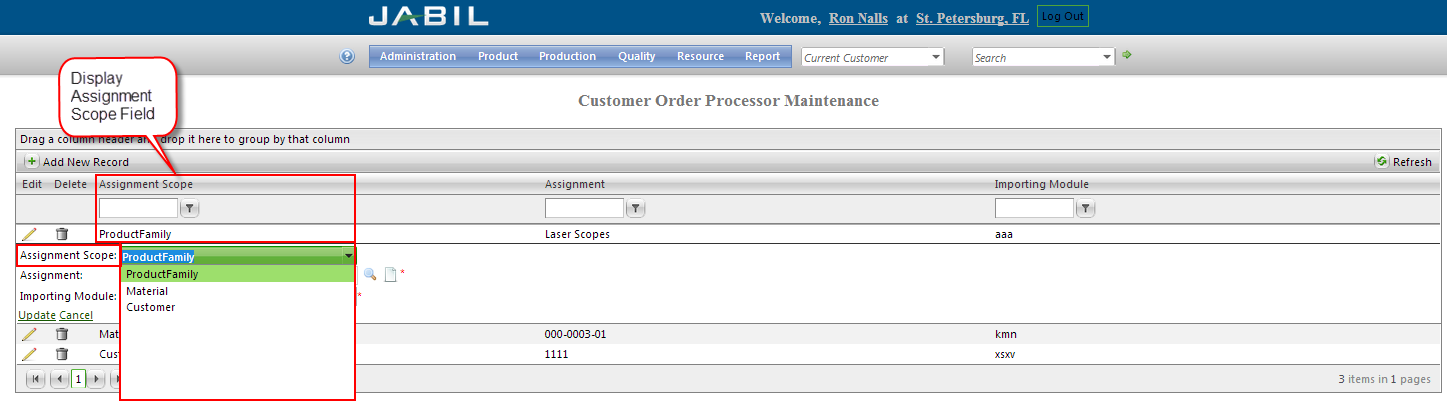 JABIL
Welcome, Ron Nalls at St. Petersburg, FL Log Out
? Administration Product Production Quality Resource Report Current Customer Search
Display
Assignment
Scope Field
Customer Order Processor Maintenance
Drag a column header and drop it here to group by that column
Add New Record Refresh
Edit Delete Assignment Scope Assignment Importing Module
ProductFamily Laser Scopes aaa
Assignment Scope: ProductFamily
Assignment: ProductFamily *
Material
Importing Module: *
Customer
Update Cancel
Mat 000-0003-01 kmn
Cus 1111 xsxv
1 3 items in 1 pages